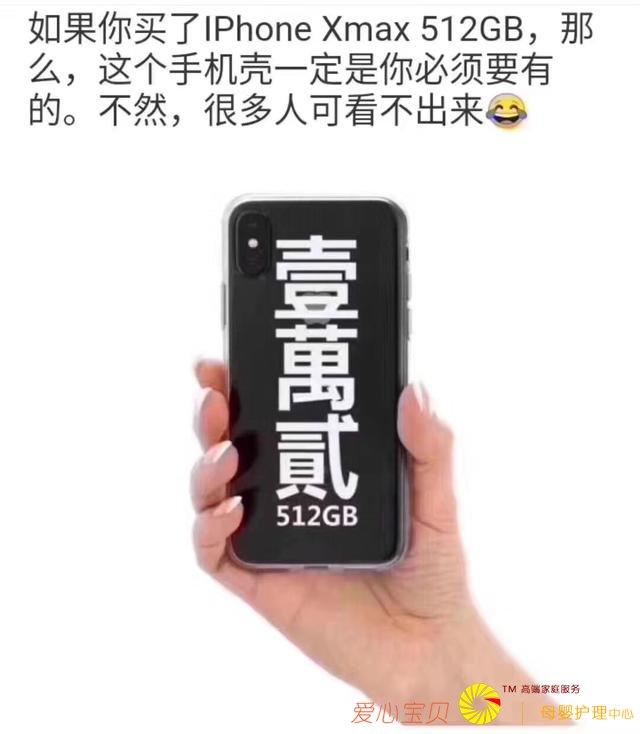 如果你买了IPhone Xmax 512GB，那
么，这个手机壳一定是你必须要有
的。不然，很多人可看不出来😂
壹
萬
貳
512GB
TM 高端家庭服务
爱心宝贝 | 母婴护理中心